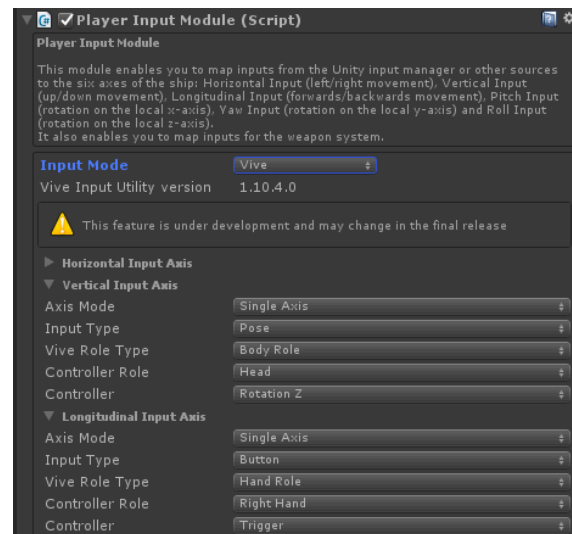 Player Input Module (Script)
Player Input Module
This module enables you to map inputs from the Unity input manager or other sources
to the six axes of the ship: Horizontal Input (left/right movement), Vertical Input
(up/down movement), Longitudinal Input (forwards/backwards movement), Pitch Input
(rotation on the local x-axis), Yaw Input (rotation on the local y-axis) and Roll Input
(rotation on the local z-axis).
It also enables you to map inputs for the weapon system.
Input Mode Vive
Vive Input Utility version 1.10.4.0
This feature is under development and may change in the final release
Horizontal Input Axis
Vertical Input Axis
Axis Mode Single Axis
Input Type Pose
Vive Role Type Body Role
Controller Role Head
Controller Rotation Z
Longitudinal Input Axis
Axis Mode Single Axis
Input Type Button
Vive Role Type Hand Role
Controller Role Right Hand
Controller Trigger